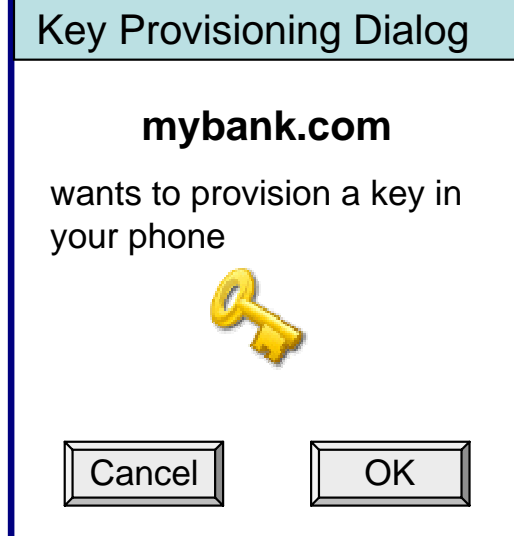 Key Provisioning Dialog
mybank.com
wants to provision a key in
your phone
Cancel OK